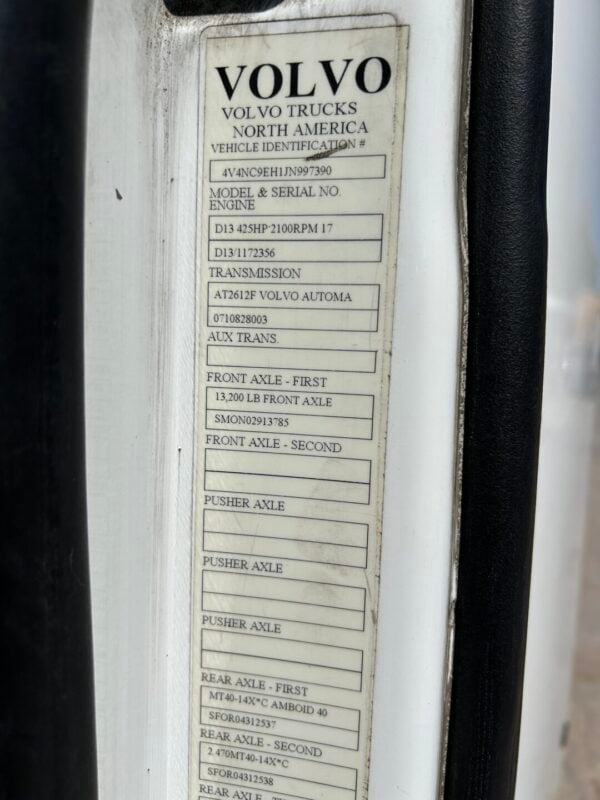 VOLVO
VOLVO TRUCKS
NORTH AMERICA
VEHICLE IDENTIFICATION #
4V4NC9EH1JN997390
MODEL & SERIAL NO.
ENGINE
D13 425HP 2100RPM 17
D13/1172356
TRANSMISSION
AT2612F VOLVO AUTOMA
0710828003
AUX TRANS.
FRONT AXLE - FIRST
13,200 LB FRONT AXLE
SMON02913785
FRONT AXLE - SECOND
PUSHER AXLE
PUSHER AXLE
PUSHER AXLE
REAR AXLE - FIRST
MT40-14X*C AMBOID 40
SFOR04312537
REAR AXLE - SECOND
2.470MT40-14X*C
SFOR04312538
REAR AXLE -